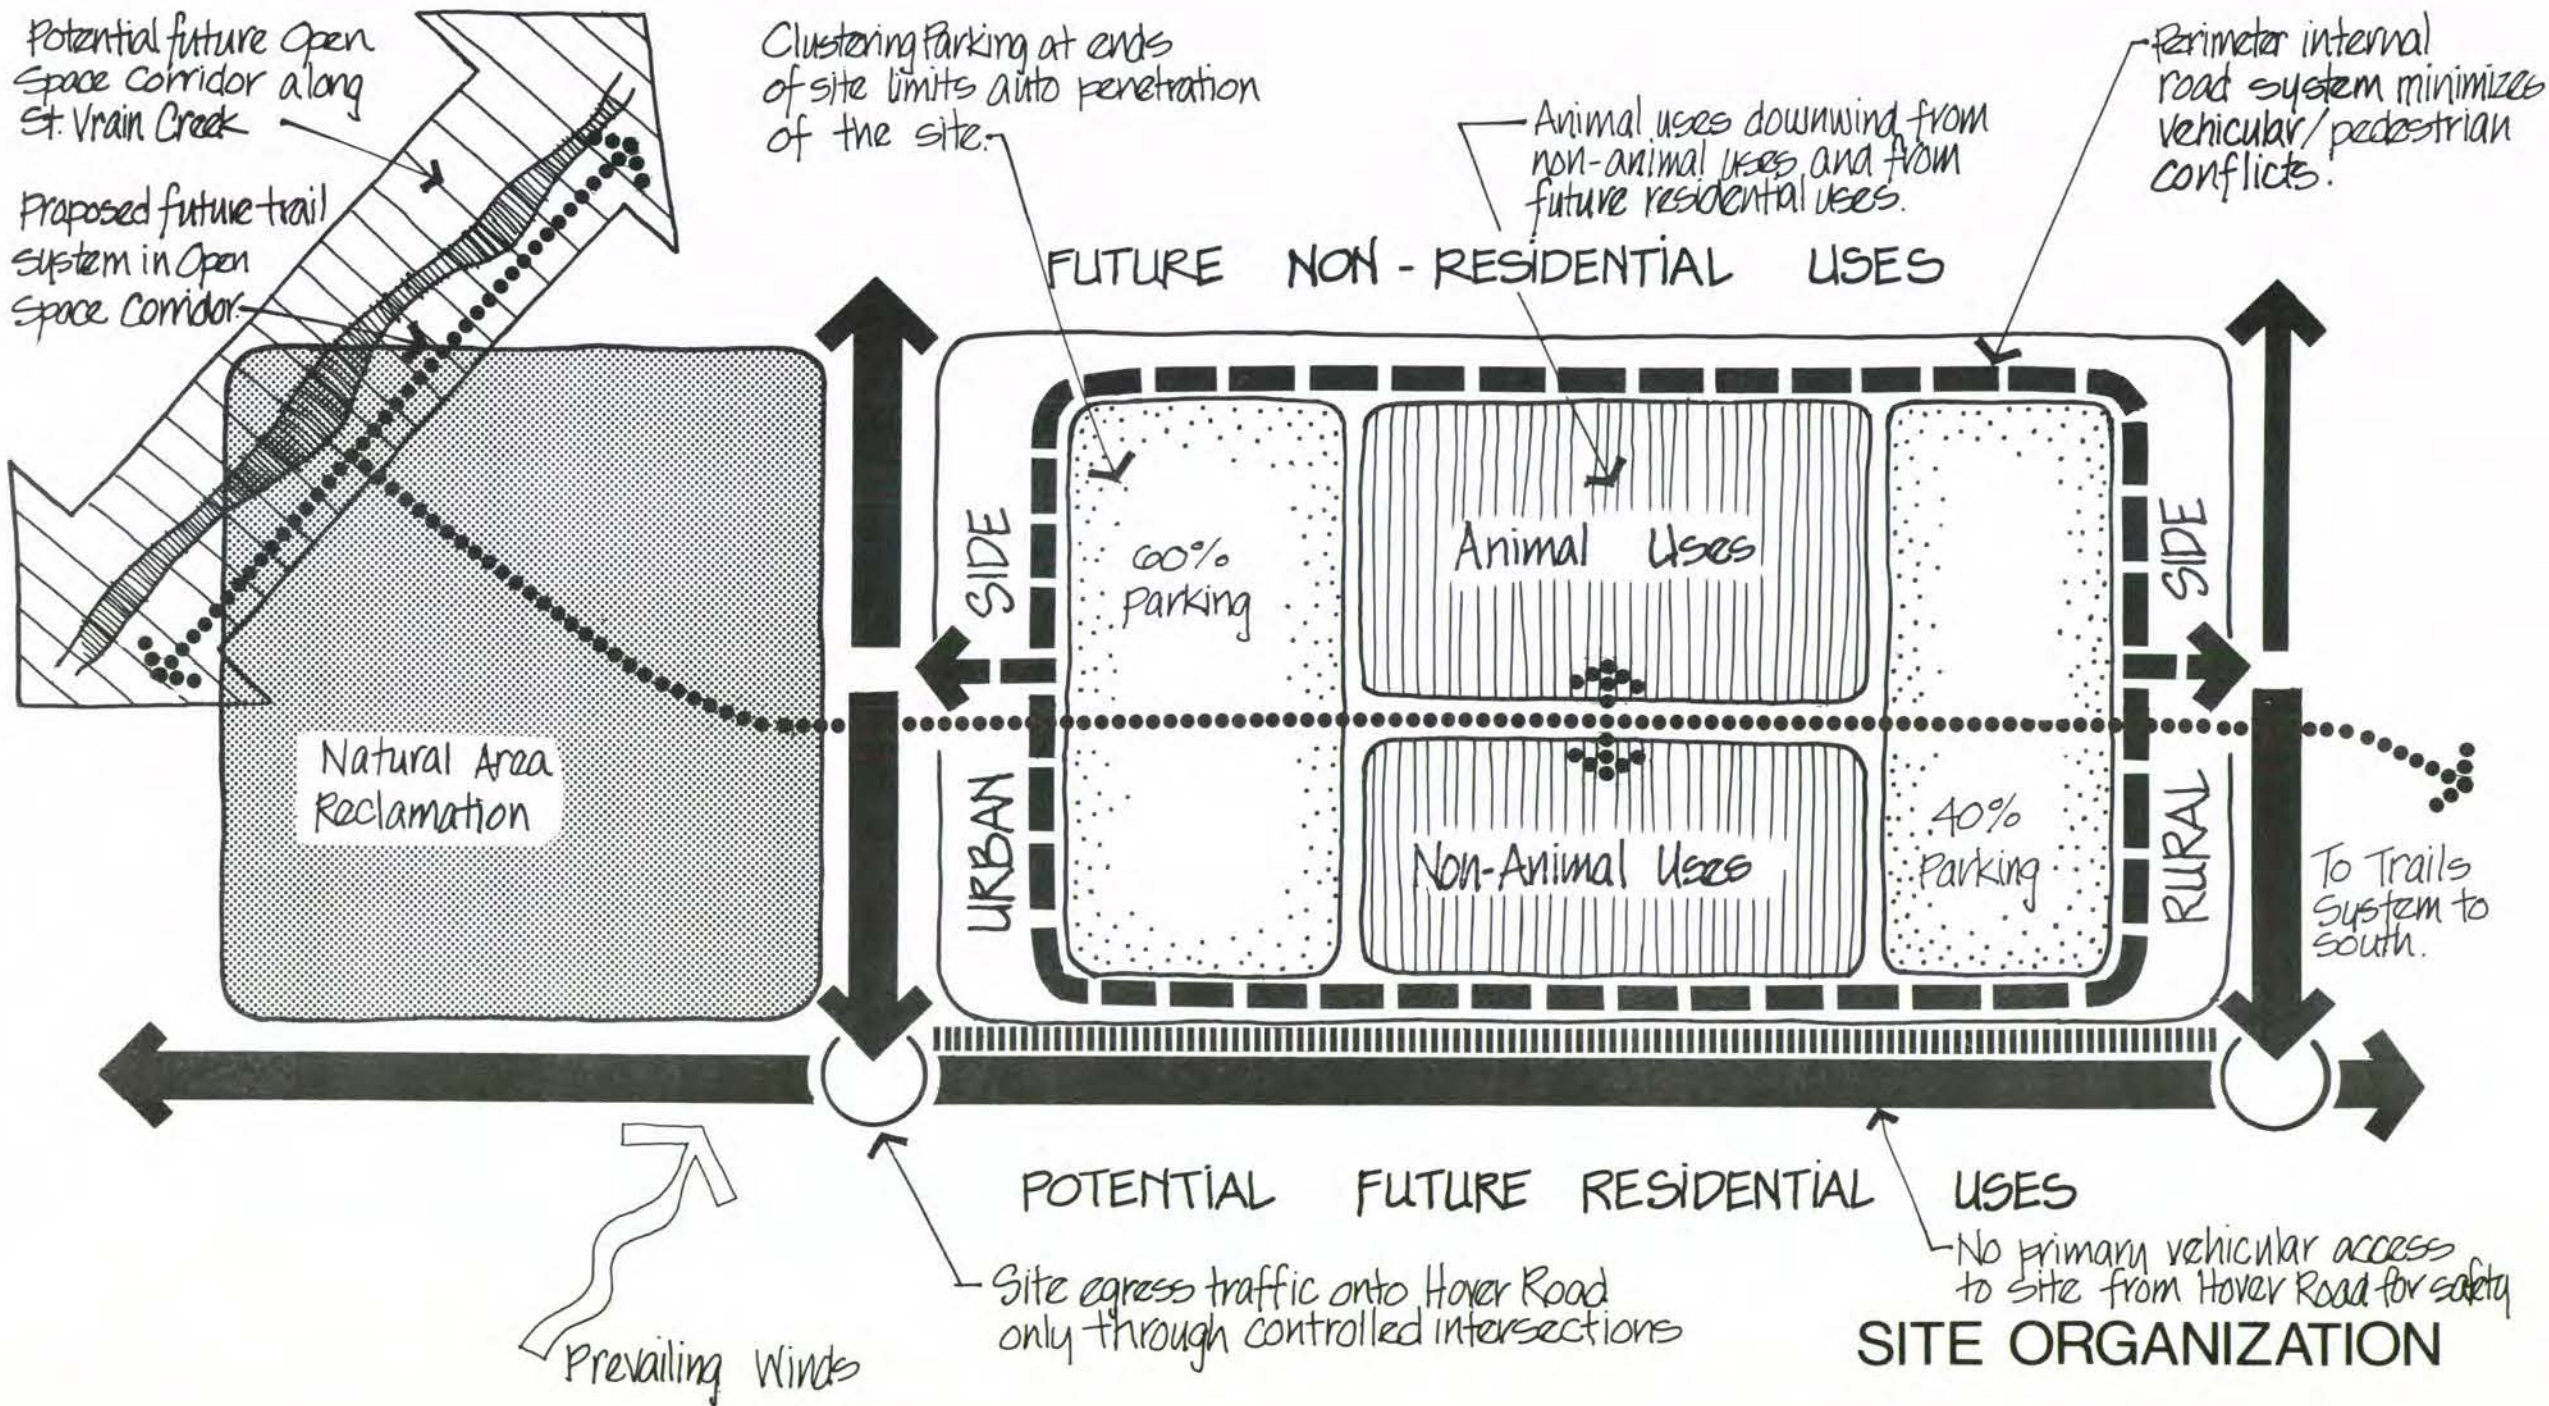 Potential future Open
Space Corridor along
St. Vrain Creek
Proposed future trail
system in Open
Space Corridor.
Clustering Parking at ends
of site limits auto penetration
of the site.
Animal uses downwind from
non-animal uses and from
future residential uses.
Perimeter internal
road system minimizes
vehicular/pedestrian
conflicts.
FUTURE NON-RESIDENTIAL USES
URBAN SIDE
60%
Parking
Animal Uses
Non-Animal Uses
40%
Parking
RURAL SIDE
Natural Area
Reclamation
To Trails
System to
South.
POTENTIAL FUTURE RESIDENTIAL USES
Prevailing Winds
Site egress traffic onto Hover Road
only through controlled intersections
No primary vehicular access
to site from Hover Road for safety
SITE ORGANIZATION